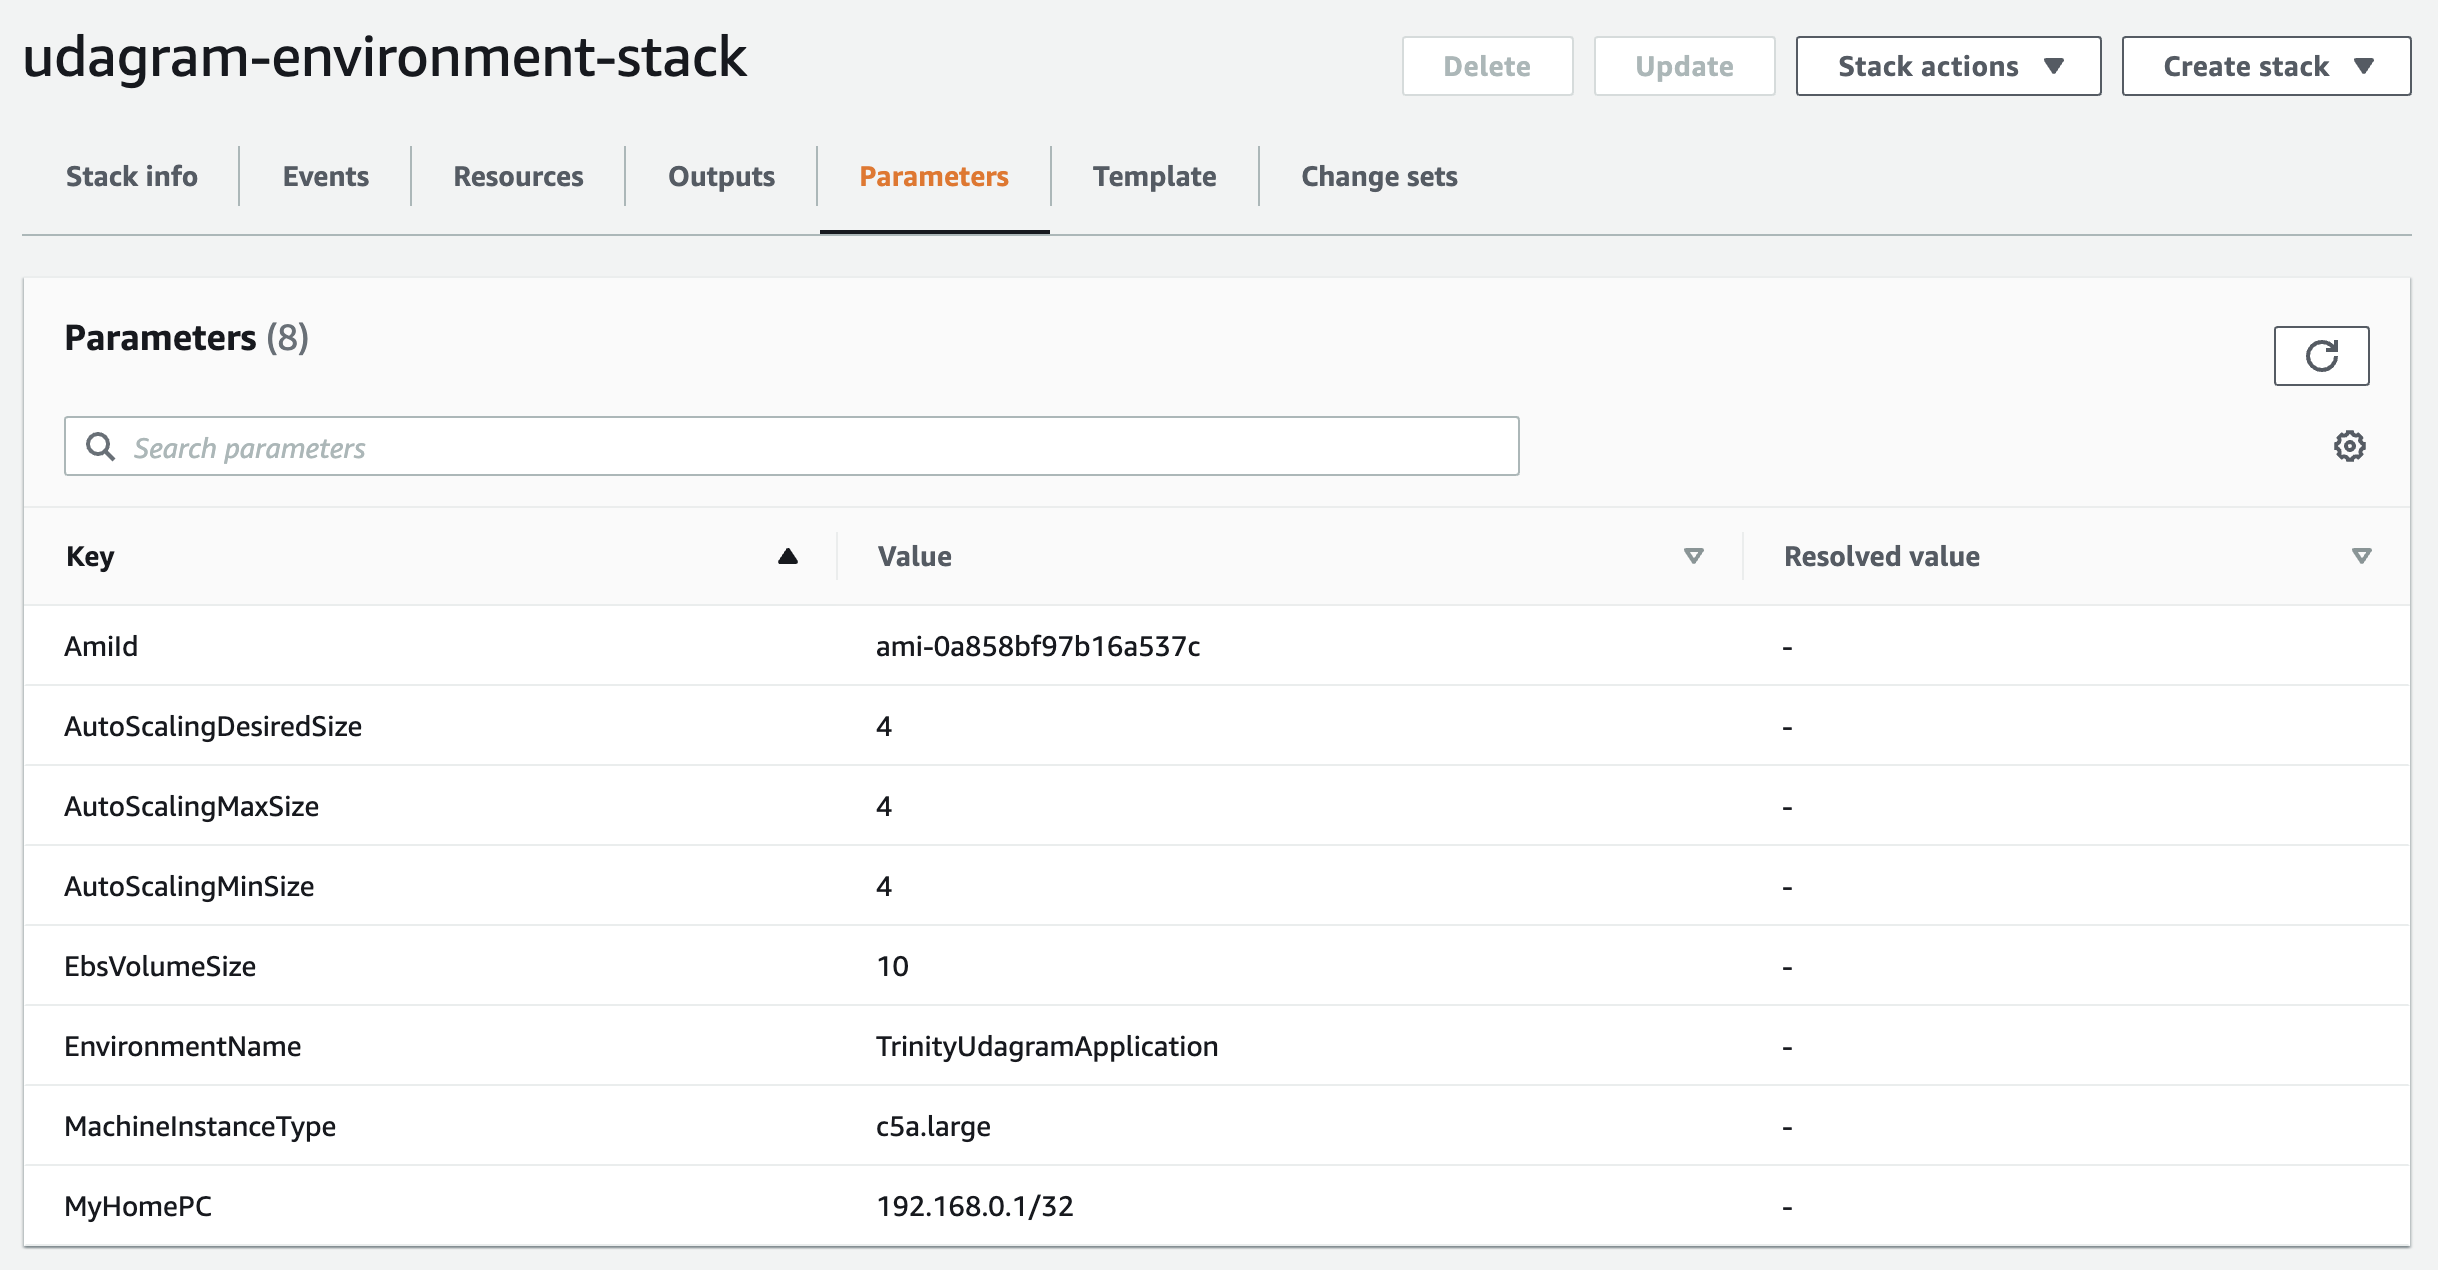 udagram-environment-stack
Delete Update Stack actions Create stack
Stack info Events Resources Outputs Parameters Template Change sets
Parameters (8)
Search parameters
Key Value Resolved value
AmiId ami-0a858bf97b16a537c -
AutoScalingDesiredSize 4 -
AutoScalingMaxSize 4 -
AutoScalingMinSize 4 -
EbsVolumeSize 10 -
EnvironmentName TrinityUdagramApplication -
MachineInstanceType c5a.large -
MyHomePC 192.168.0.1/32 -